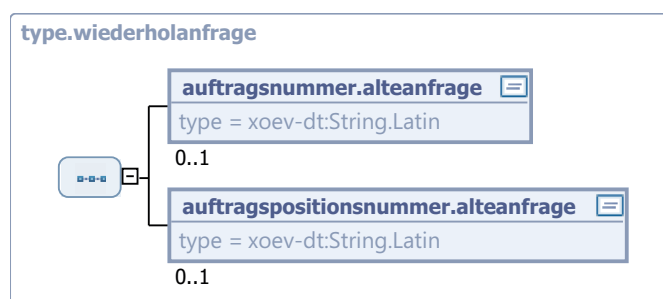 type.wiederholanfrage
auftragsnummer.alteanfrage
type = xoev-dt:String.Latin
0..1
auftragspositionsnummer.alteanfrage
type = xoev-dt:String.Latin
0..1